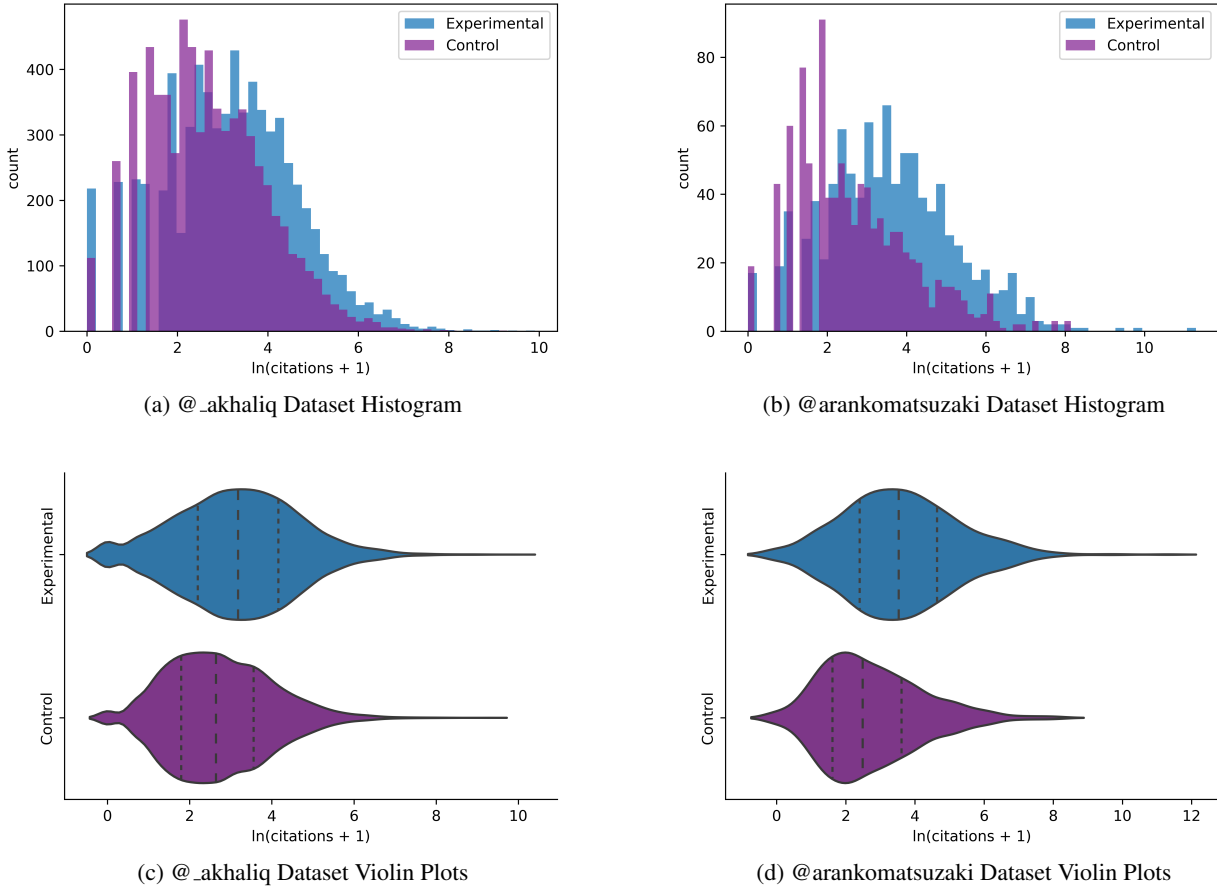 Experimental
Control
400
300
200
100
0
count
0 2 4 6 8 10
ln(citations + 1)
(a) @_akhaliq Dataset Histogram
Experimental
Control
80
60
40
20
0
count
0 2 4 6 8 10
ln(citations + 1)
(b) @arankomatsuzaki Dataset Histogram
Experimental
Control
0 2 4 6 8 10
ln(citations + 1)
(c) @_akhaliq Dataset Violin Plots
Experimental
Control
0 2 4 6 8 10 12
ln(citations + 1)
(d) @arankomatsuzaki Dataset Violin Plots